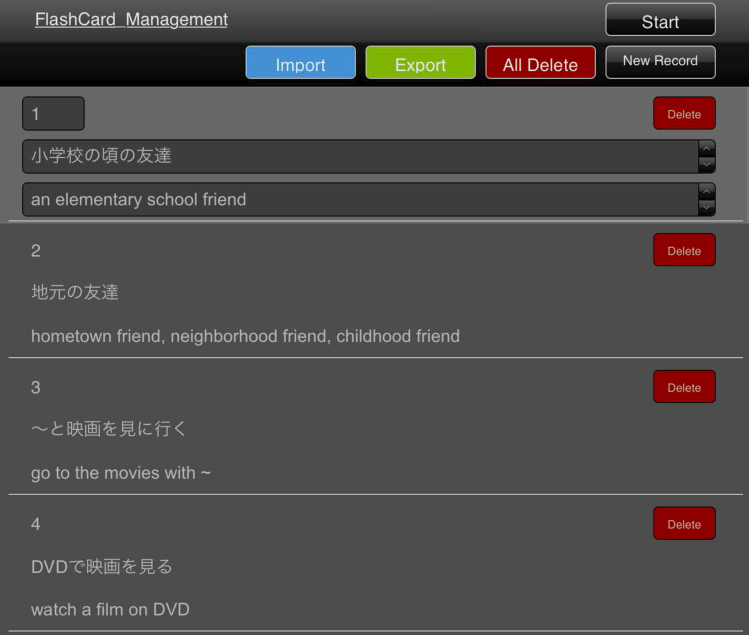 FlashCard_Management
Start
Import
Export
All Delete
New Record
1
Delete
小学校の頃の友達
an elementary school friend
2
Delete
地元の友達
hometown friend, neighborhood friend, childhood friend
3
Delete
〜と映画を見に行く
go to the movies with ~
4
Delete
DVDで映画を見る
watch a film on DVD